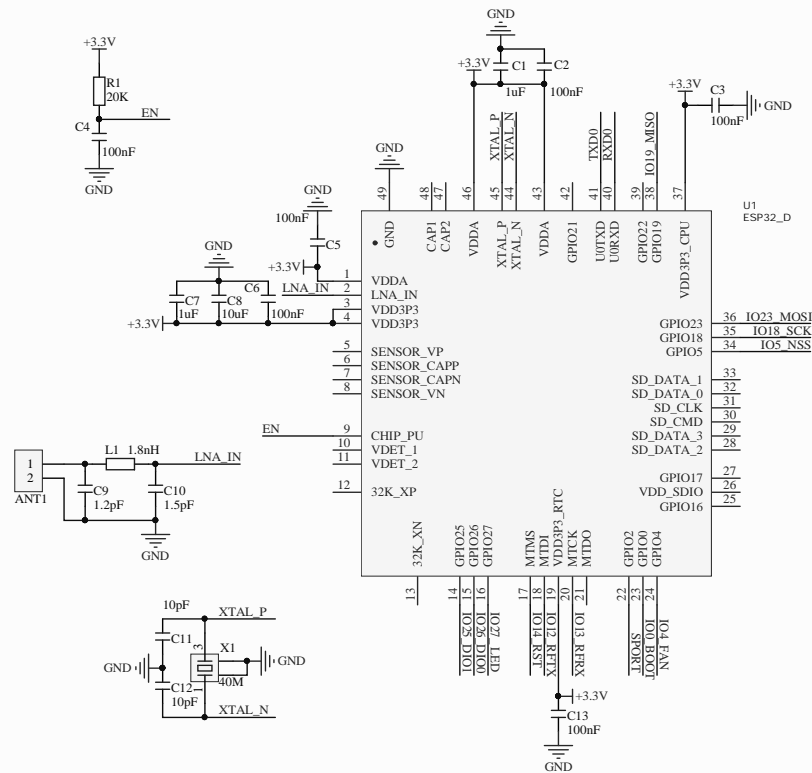 GND
+3.3V
C1
1uF
C2
100nF
+3.3V
R1
20K
EN
C4
100nF
GND
+3.3V
C3
100nF
GND
GND
XTAL_P
XTAL_N
TXD0
RXD0
IO19_MISO
49
48
47
46
45
44
43
42
41
40
39
38
37
U1
ESP32_D
GND
CAP1
CAP2
VDDA
XTAL_P
XTAL_N
VDDA
GPIO21
U0TXD
U0RXD
GPIO22
GPIO19
VDD3P3_CPU
GND
100nF
C5
+3.3V
GND
C7
1uF
C8
10uF
C6
100nF
+3.3V
LNA_IN
1 VDDA
2 LNA_IN
3 VDD3P3
4 VDD3P3
5 SENSOR_VP
6 SENSOR_CAPP
7 SENSOR_CAPN
8 SENSOR_VN
EN
9 CHIP_PU
10 VDET_1
11 VDET_2
12 32K_XP
GPIO23 36 IO23_MOSI
GPIO18 35 IO18_SCK
GPIO5 34 IO5_NSS
SD_DATA_1 33
SD_DATA_0 32
SD_CLK 31
SD_CMD 30
SD_DATA_3 29
SD_DATA_2 28
GPIO17 27
VDD_SDIO 26
GPIO16 25
1
2
ANT1
L1 1.8nH
LNA_IN
C9
1.2pF
C10
1.5pF
GND
32K_XN
GPIO25
GPIO26
GPIO27
MTMS
MTDI
VDD3P3_RTC
MTCK
MTDO
GPIO2
GPIO0
GPIO4
13
14
15
16
17
18
19
20
21
22
23
24
IO25_DIO1
IO26_DIO0
IO27_LED
IO14_RST
IO12_RFTX
IO13_RFRX
SPORT
IO0_BOOT
IO4_FAN
10pF
XTAL_P
C11
3
X1
GND
GND
C12
10pF
1
40M
XTAL_N
+3.3V
C13
100nF
GND